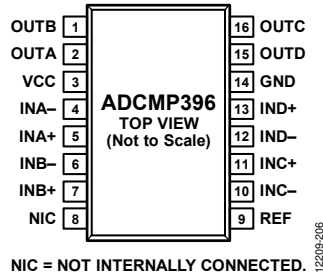 OUTB 1
OUTA 2
VCC 3
INA– 4
INA+ 5
INB– 6
INB+ 7
NIC 8
ADCMP396
TOP VIEW
(Not to Scale)
16 OUTC
15 OUTD
14 GND
13 IND+
12 IND–
11 INC+
10 INC–
9 REF
NIC = NOT INTERNALLY CONNECTED.
12209-206